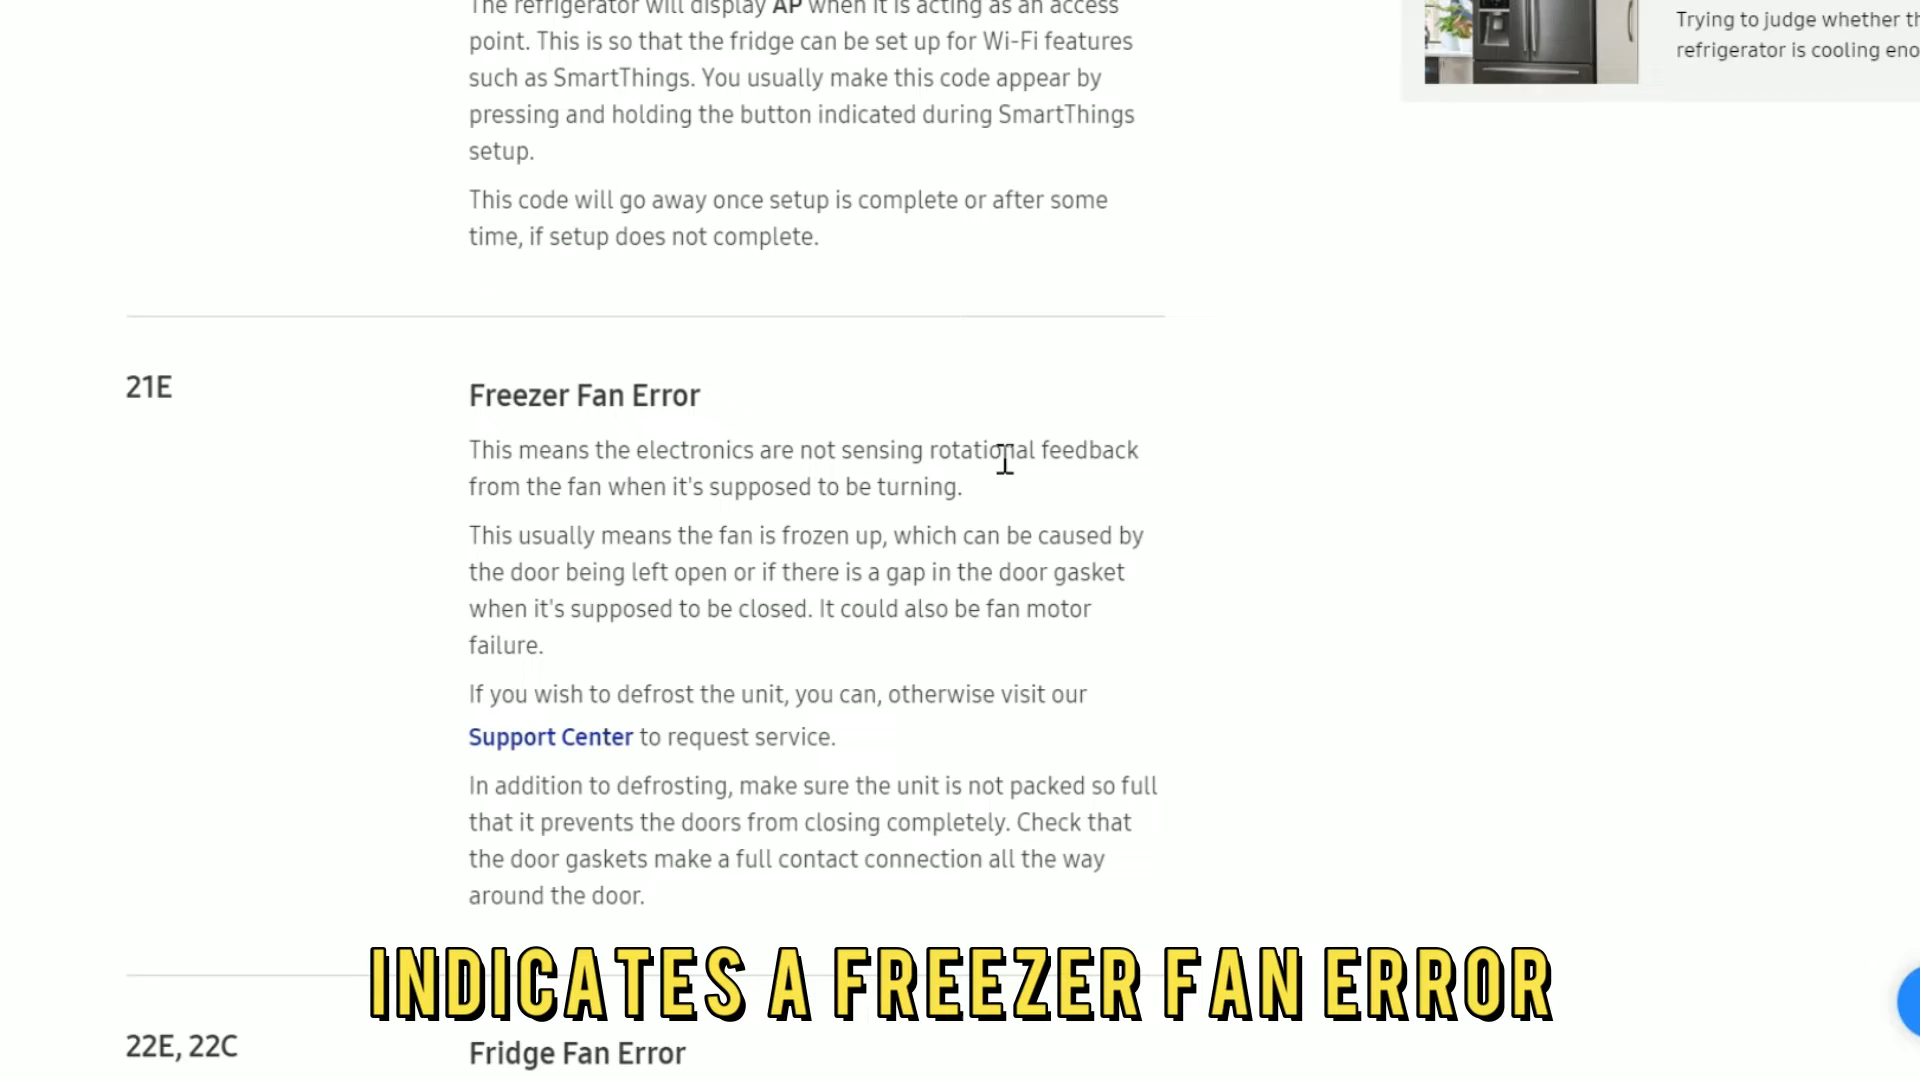 The refrigerator will display AP when it is acting as an access
point. This is so that the fridge can be set up for Wi-Fi features
such as SmartThings. You usually make this code appear by
pressing and holding the button indicated during SmartThings
setup.
This code will go away once setup is complete or after some
time, if setup does not complete.
Trying to judge whether th
refrigerator is cooling eno
21E
Freezer Fan Error
This means the electronics are not sensing rotational feedback
from the fan when it's supposed to be turning.
This usually means the fan is frozen up, which can be caused by
the door being left open or if there is a gap in the door gasket
when it's supposed to be closed. It could also be fan motor
failure.
If you wish to defrost the unit, you can, otherwise visit our
Support Center to request service.
In addition to defrosting, make sure the unit is not packed so full
that it prevents the doors from closing completely. Check that
the door gaskets make a full contact connection all the way
around the door.
INDICATES A FREEZER FAN ERROR
22E, 22C
Fridge Fan Error